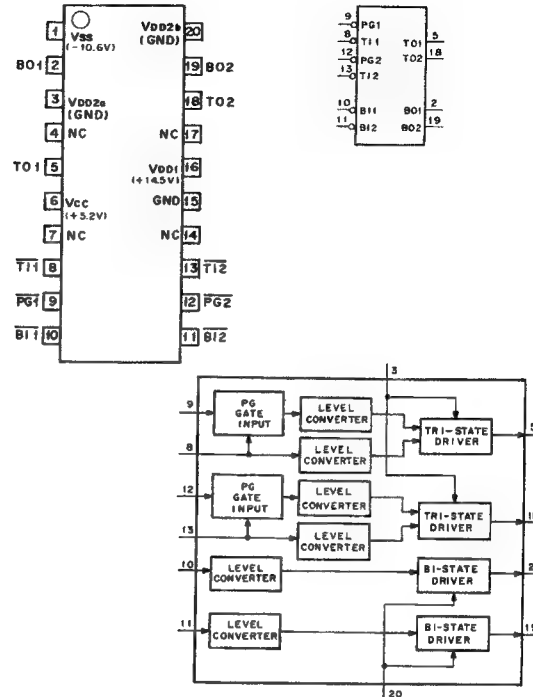 1 VSS VDD2b 20
(-10.6V) (GND)
BO1 2 19 BO2
3 VDD2a 18 TO2
(GND)
4 NC NC 17
TO1 5 VDD1 16
(+14.5V)
6 VCC GND 15
(+5.2V)
7 NC NC 14
TI1 8 13 TI2
PG1 9 12 PG2
BI1 10 11 BI2
9 PG1
8 TI1 TO1 5
12 PG2 TO2 18
13 TI2
10 BI1 BO1 2
11 BI2 BO2 19
3
9 PG GATE INPUT
LEVEL CONVERTER
TRI-STATE DRIVER
8 LEVEL CONVERTER
12 PG GATE INPUT
LEVEL CONVERTER
TRI-STATE DRIVER
13 LEVEL CONVERTER
10 LEVEL CONVERTER
BI-STATE DRIVER 2
11 LEVEL CONVERTER
BI-STATE DRIVER
20